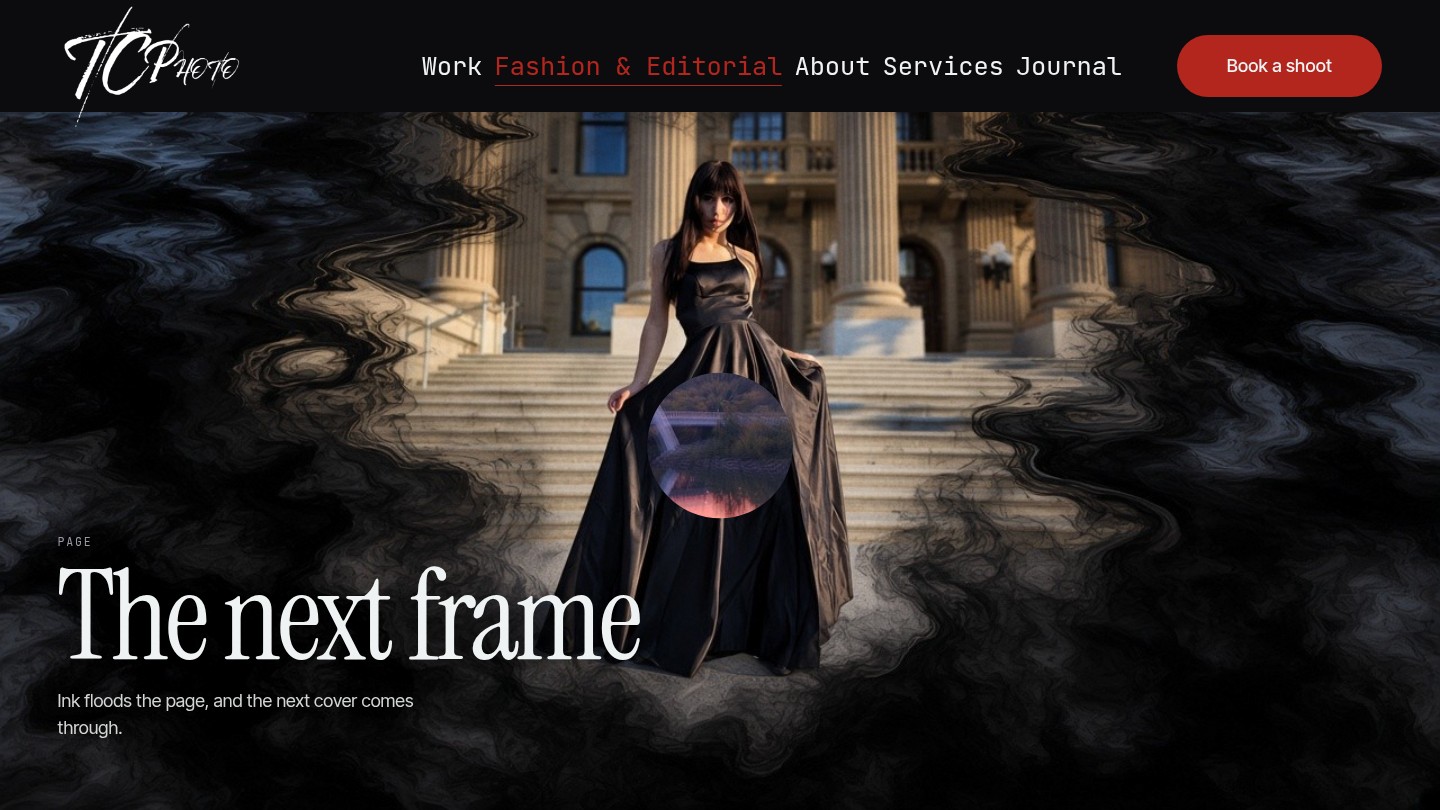 TCPHOTO
Work Fashion & Editorial About Services Journal
Book a shoot
PAGE
The next frame
Ink floods the page, and the next cover comes
through.